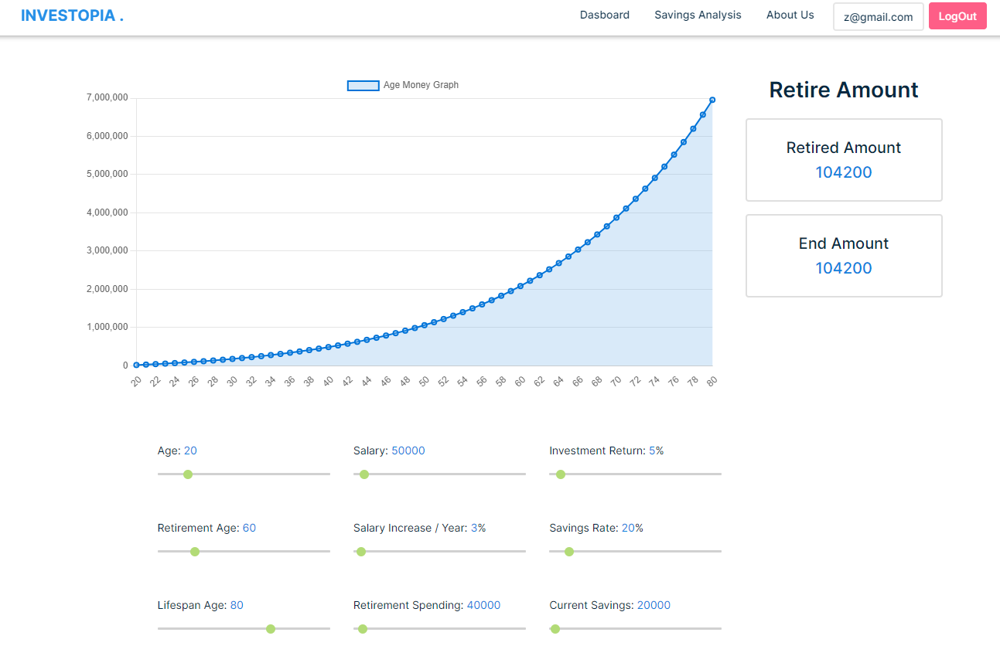 INVESTOPIA .
Dasboard
Savings Analysis
About Us
z@gmail.com
LogOut
Age Money Graph
7,000,000
6,000,000
5,000,000
4,000,000
3,000,000
2,000,000
1,000,000
0
20 22 24 26 28 30 32 34 36 38 40 42 44 46 48 50 52 54 56 58 60 62 64 66 68 70 72 74 76 78 80
Retire Amount
Retired Amount
104200
End Amount
104200
Age: 20
Salary: 50000
Investment Return: 5%
Retirement Age: 60
Salary Increase / Year: 3%
Savings Rate: 20%
Lifespan Age: 80
Retirement Spending: 40000
Current Savings: 20000